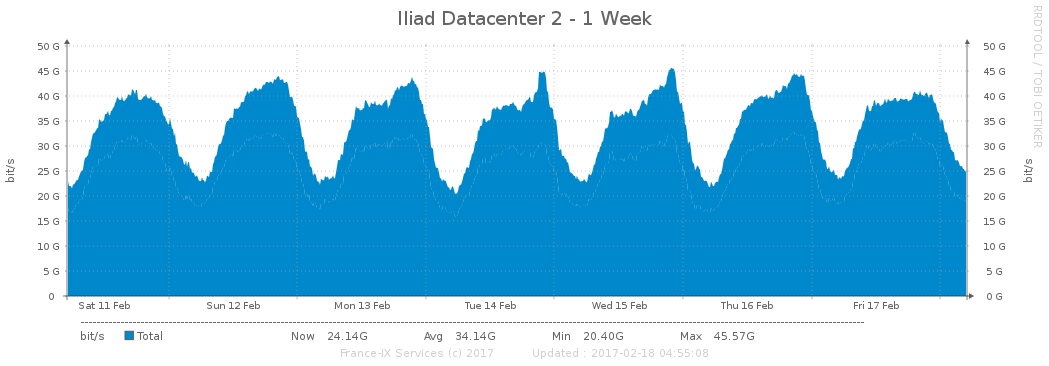 Iliad Datacenter 2 - 1 Week
RRDTOOL / TOBI OETIKER
bit/s
50 G 50 G
45 G 45 G
40 G 40 G
35 G 35 G
30 G 30 G
25 G 25 G
20 G 20 G
15 G 15 G
10 G 10 G
5 G 5 G
0 0 G
bit/s
Sat 11 Feb Sun 12 Feb Mon 13 Feb Tue 14 Feb Wed 15 Feb Thu 16 Feb Fri 17 Feb
bit/s Total Now 24.14G Avg 34.14G Min 20.40G Max 45.57G
France-IX Services (c) 2017 Updated : 2017-02-18 04:55:08